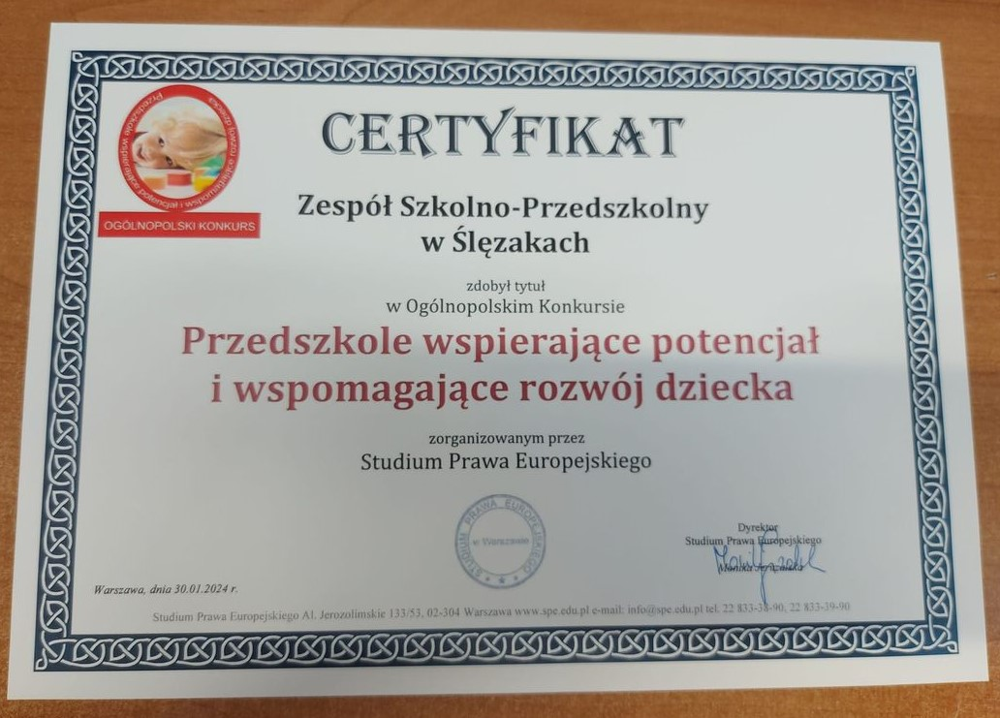 Przedszkole wspierające potencjał i wspomagające rozwój dziecka
OGÓLNOPOLSKI KONKURS
CERTYFIKAT
Zespół Szkolno-Przedszkolny
w Ślęzakach
zdobył tytuł
w Ogólnopolskim Konkursie
Przedszkole wspierające potencjał
i wspomagające rozwój dziecka
zorganizowanym przez
Studium Prawa Europejskiego
STUDIUM PRAWA EUROPEJSKIEGO
w Warszawie
Dyrektor
Studium Prawa Europejskiego
Monika
Warszawa, dnia 30.01.2024 r.
Studium Prawa Europejskiego Al. Jerozolimskie 133/53, 02-304 Warszawa www.spe.edu.pl e-mail: info@spe.edu.pl tel. 22 833-38-90, 22 833-39-90